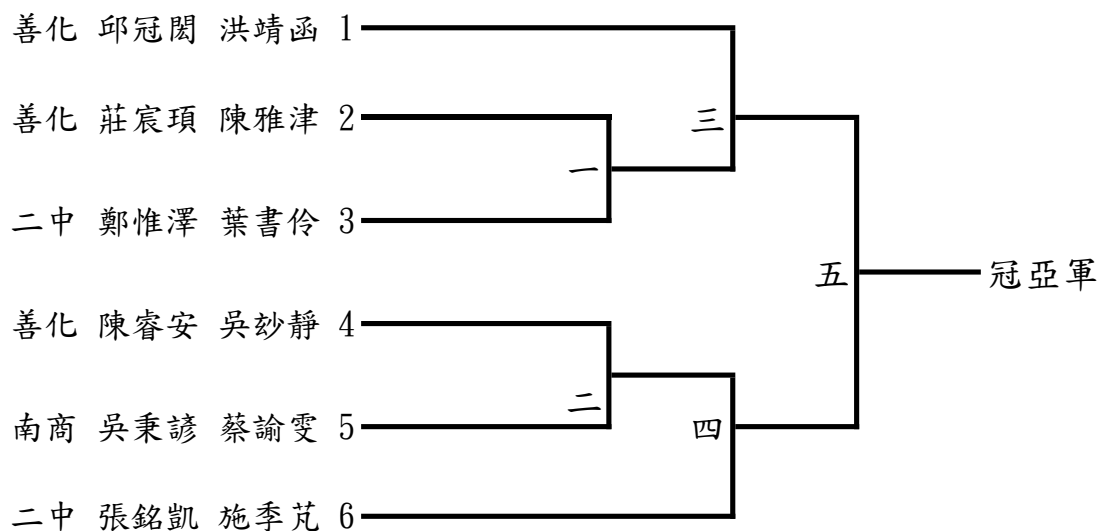 善化 邱冠閎 洪靖函 1
善化 莊宸頊 陳雅津 2
三
一
二中 鄭惟澤 葉書伶 3
五
冠亞軍
善化 陳睿安 吳玅靜 4
二
南商 吳秉諺 蔡諭雯 5
四
二中 張銘凱 施季芃 6